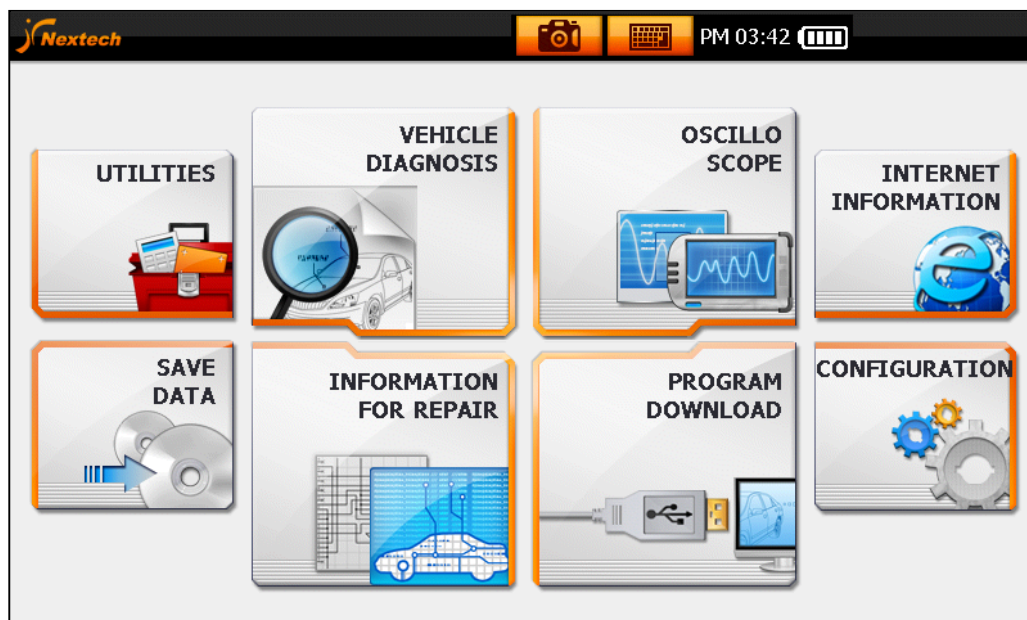 Nextech
PM 03:42
UTILITIES
VEHICLE
DIAGNOSIS
OSCILLO
SCOPE
INTERNET
INFORMATION
SAVE
DATA
INFORMATION
FOR REPAIR
PROGRAM
DOWNLOAD
CONFIGURATION